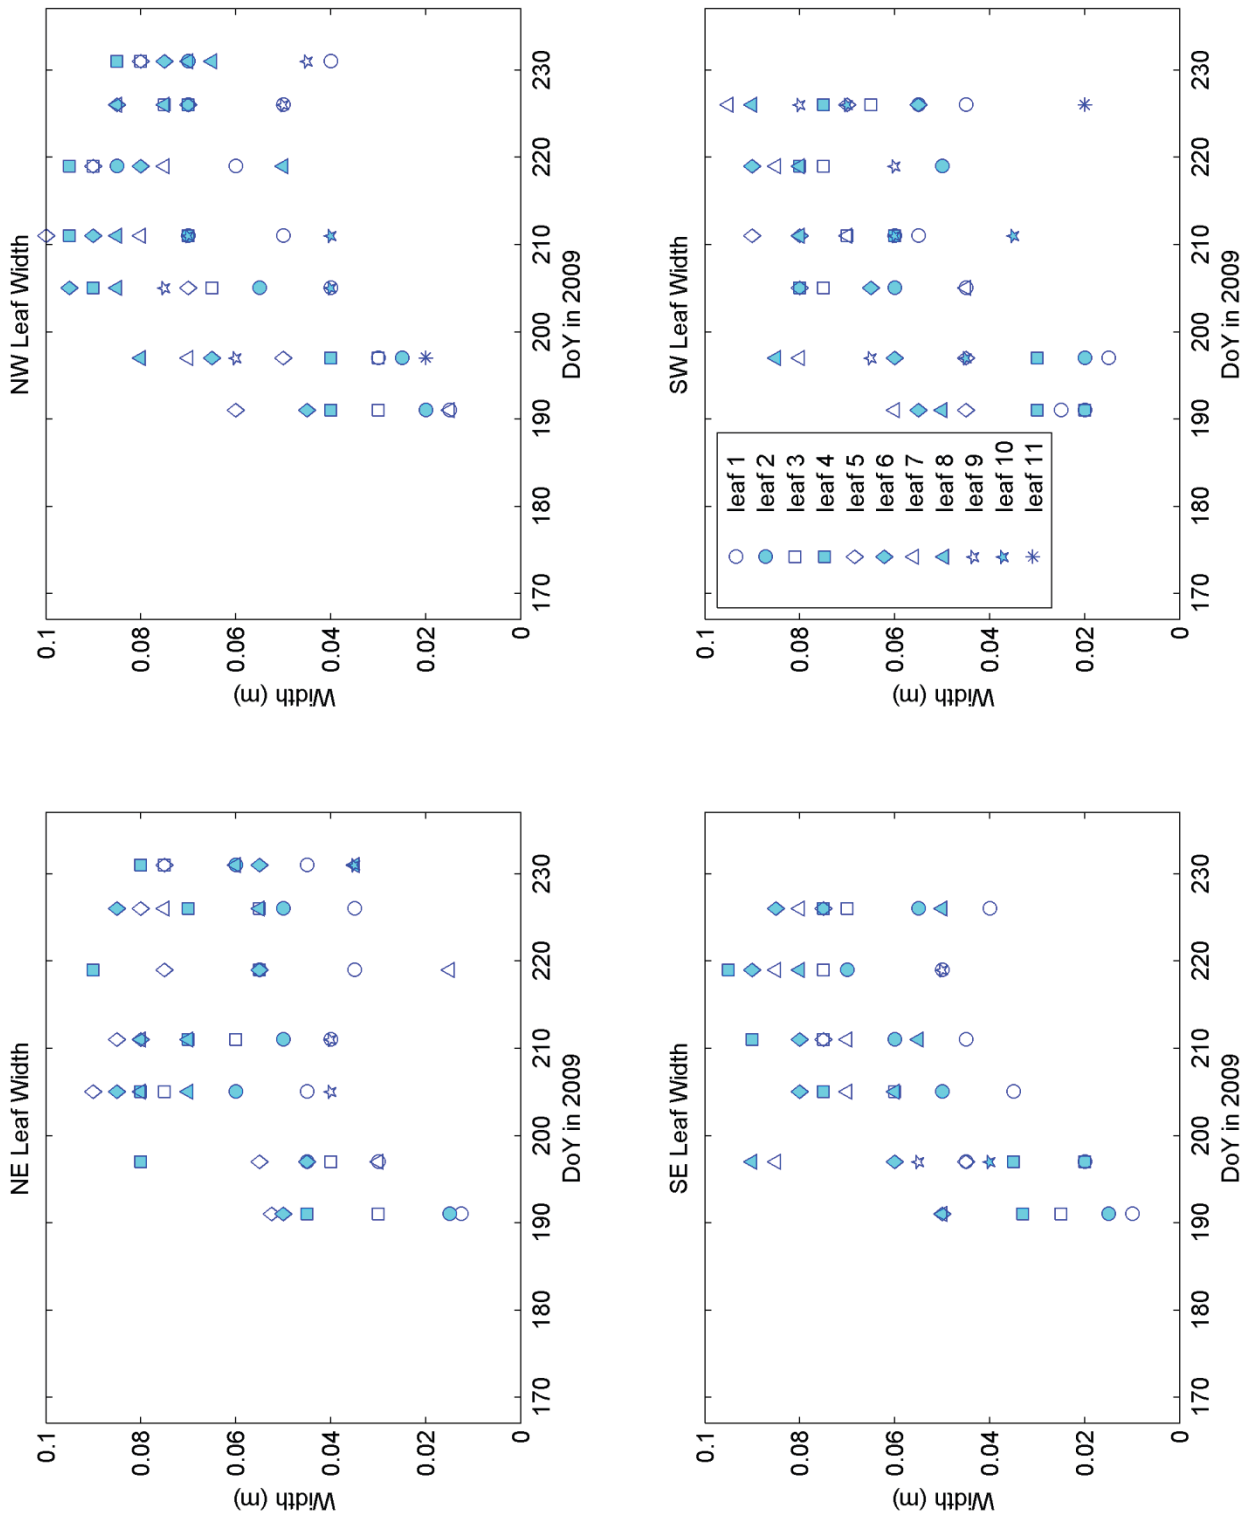 NE Leaf Width
0.1
0.08
0.06
0.04
0.02
0
Width (m)
170
180
190
200
210
220
230
DoY in 2009
NW Leaf Width
0.1
0.08
0.06
0.04
0.02
0
Width (m)
170
180
190
200
210
220
230
DoY in 2009
SE Leaf Width
0.1
0.08
0.06
0.04
0.02
0
Width (m)
170
180
190
200
210
220
230
DoY in 2009
SW Leaf Width
0.1
0.08
0.06
0.04
0.02
0
Width (m)
170
180
190
200
210
220
230
DoY in 2009
leaf 1
leaf 2
leaf 3
leaf 4
leaf 5
leaf 6
leaf 7
leaf 8
leaf 9
leaf 10
leaf 11